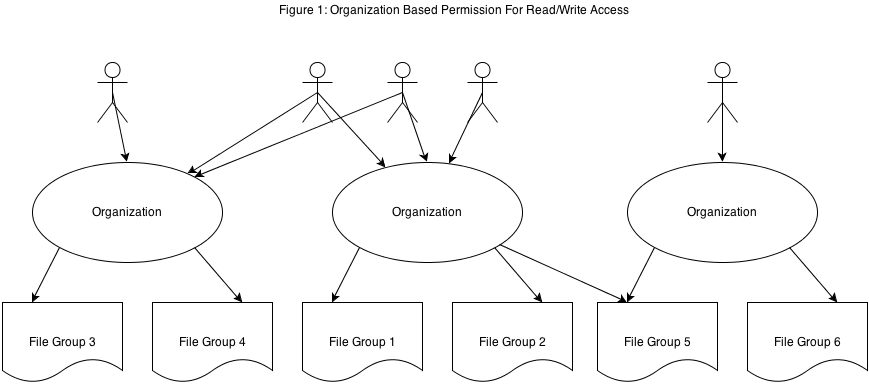 Figure 1: Organization Based Permission For Read/Write Access
Organization
Organization
Organization
File Group 3
File Group 4
File Group 1
File Group 2
File Group 5
File Group 6